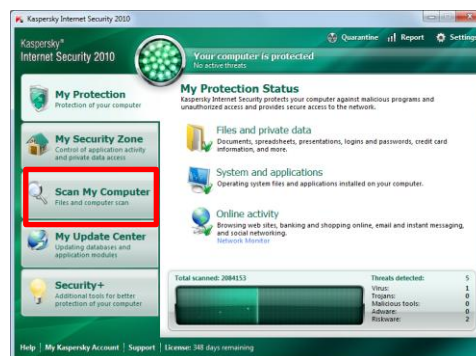 Kaspersky Internet Security 2010
Kaspersky
Internet Security 2010
Quarantine Report Settings
Your computer is protected
No active threats
My Protection
Protection of your computer
My Security Zone
Control of application activity
and private data access
Scan My Computer
Files and computer scan
My Update Center
Updating databases and
application modules
Security+
Additional tools for better
protection of your computer
My Protection Status
Kaspersky Internet Security protects your computer against malicious programs and
unauthorized access and provides secure access to the network.
Files and private data
Documents, spreadsheets, presentations, logins and passwords, credit card
information, and more.
System and applications
Operating system files and applications installed on your computer.
Online activity
Browsing web sites, banking and shopping online, email and instant messaging,
and social networking.
Network Monitor
Total scanned: 2084153
Threats detected: 5
Virus: 1
Trojans: 0
Malicious tools: 0
Adware: 0
Riskware: 2
Help | My Kaspersky Account | Support | License: 348 days remaining